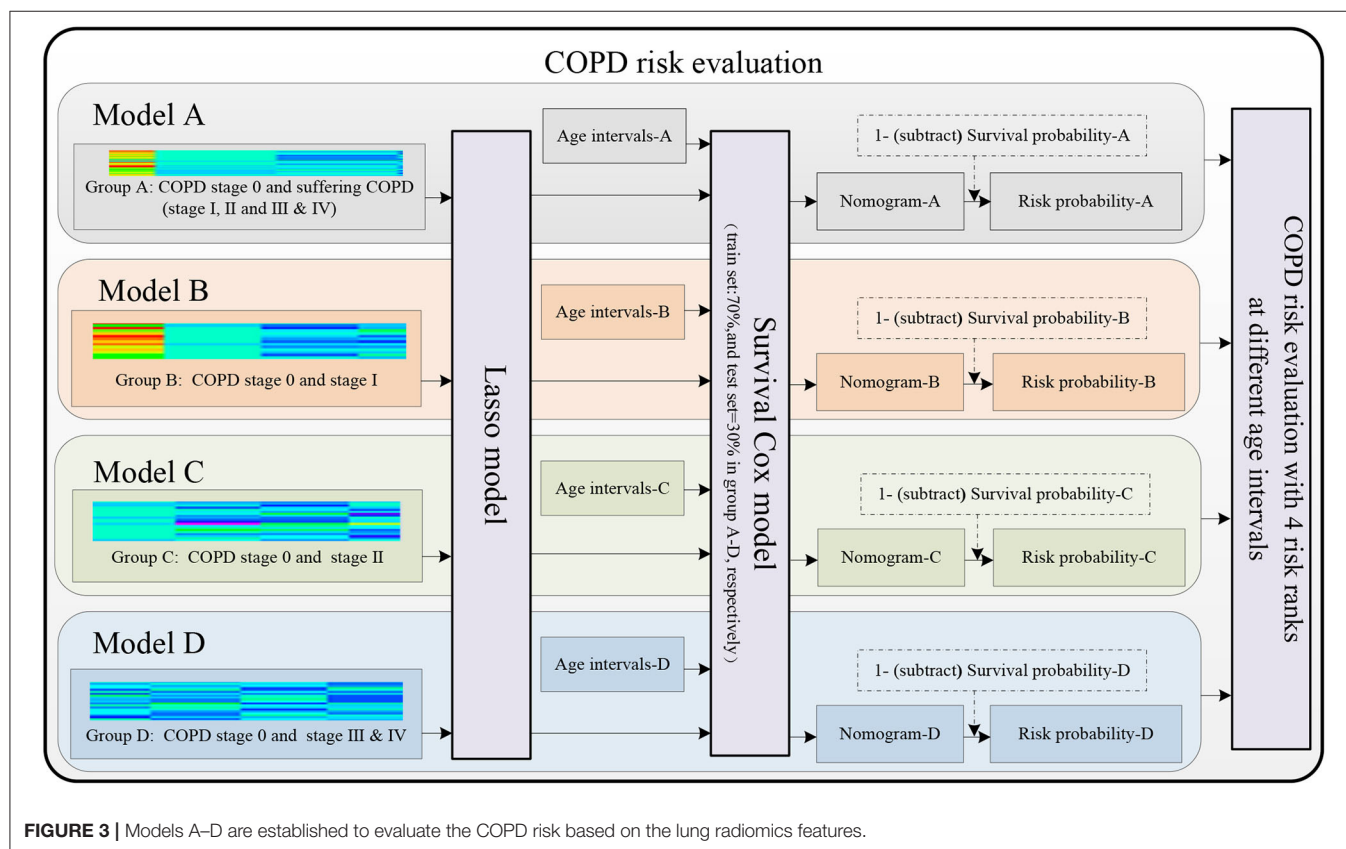 COPD risk evaluation
Model A
Group A: COPD stage 0 and suffering COPD
(stage I, II and III & IV)
Age intervals-A
1- (subtract) Survival probability-A
Nomogram-A
Risk probability-A
Model B
Group B: COPD stage 0 and stage I
Age intervals-B
1- (subtract) Survival probability-B
Nomogram-B
Risk probability-B
Model C
Group C: COPD stage 0 and stage II
Age intervals-C
1- (subtract) Survival probability-C
Nomogram-C
Risk probability-C
Model D
Group D: COPD stage 0 and stage III & IV
Age intervals-D
1- (subtract) Survival probability-D
Nomogram-D
Risk probability-D
Lasso model
Survival Cox model
(train set:70%,and test set=30% in group A-D, respectively)
COPD risk evaluation with 4 risk ranks
at different age intervals
FIGURE 3 | Models A–D are established to evaluate the COPD risk based on the lung radiomics features.